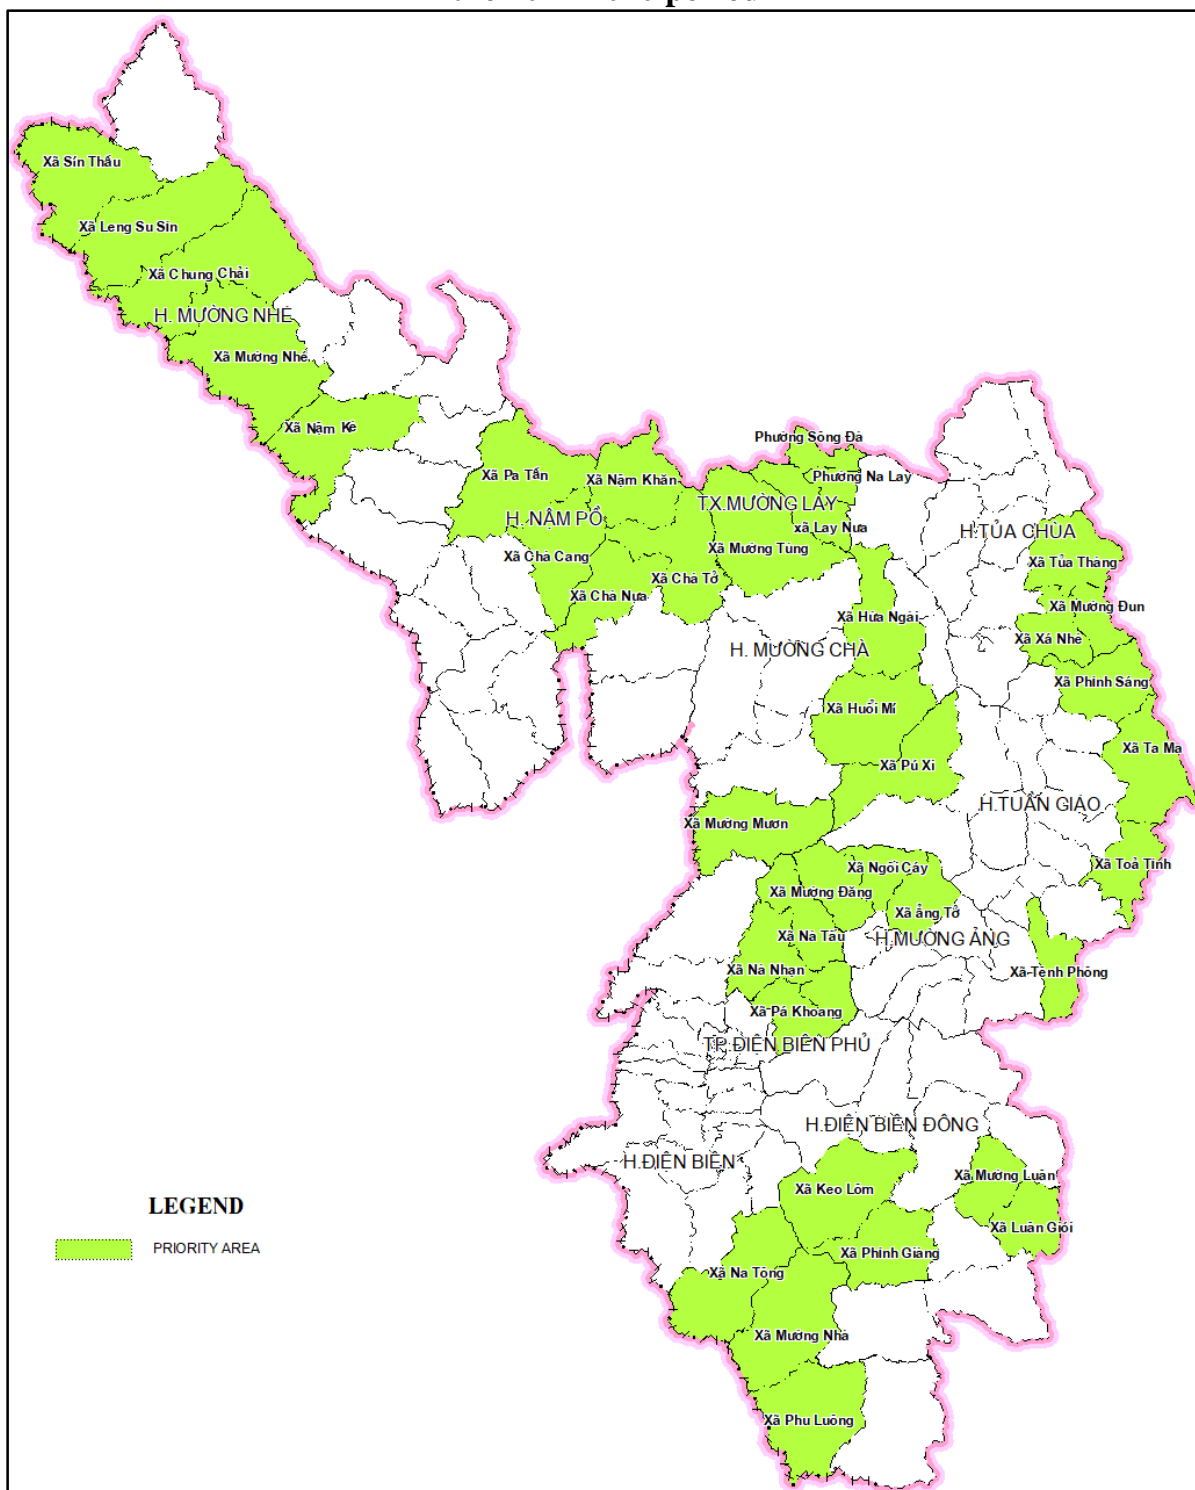 Xã Sín Thầu
Xã Leng Su Sìn
Xã Chung Chải
H. MƯỜNG NHÉ
Xã Mường Nhé
Xã Nậm Kè
Phường Sông Đà
Xã Pa Tần
Xã Nậm Khăn
Phường Na Lay
TX.MƯỜNG LAY
H. NẬM PỒ
xã Lay Nưa
H.TỦA CHÙA
Xã Chà Cang
Xã Mường Tùng
Xã Tủa Thàng
Xã Chà Tở
Xã Chà Nưa
Xã Mường Đun
Xã Hừa Ngài
Xã Xá Nhè
H. MƯỜNG CHÀ
Xã Phình Sáng
Xã Huổi Mí
Xã Ta Ma
Xã Pú Xi
H.TUẦN GIÁO
Xã Mường Mươn
Xã Toả Tình
Xã Ngối Cáy
Xã Mường Đăng
Xã ẳng Tở
Xã Nà Tấu
H.MƯỜNG ẢNG
Xã Nà Nhạn
Xã Tênh Phông
Xã Pá Khoang
TP.ĐIỆN BIÊN PHỦ
H.ĐIỆN BIÊN ĐÔNG
H.ĐIỆN BIÊN
Xã Mường Luân
Xã Keo Lôm
LEGEND
Xã Luân Giói
PRIORITY AREA
Xã Phình Giàng
Xã Na Tông
Xã Mường Nhà
Xã Phu Luông